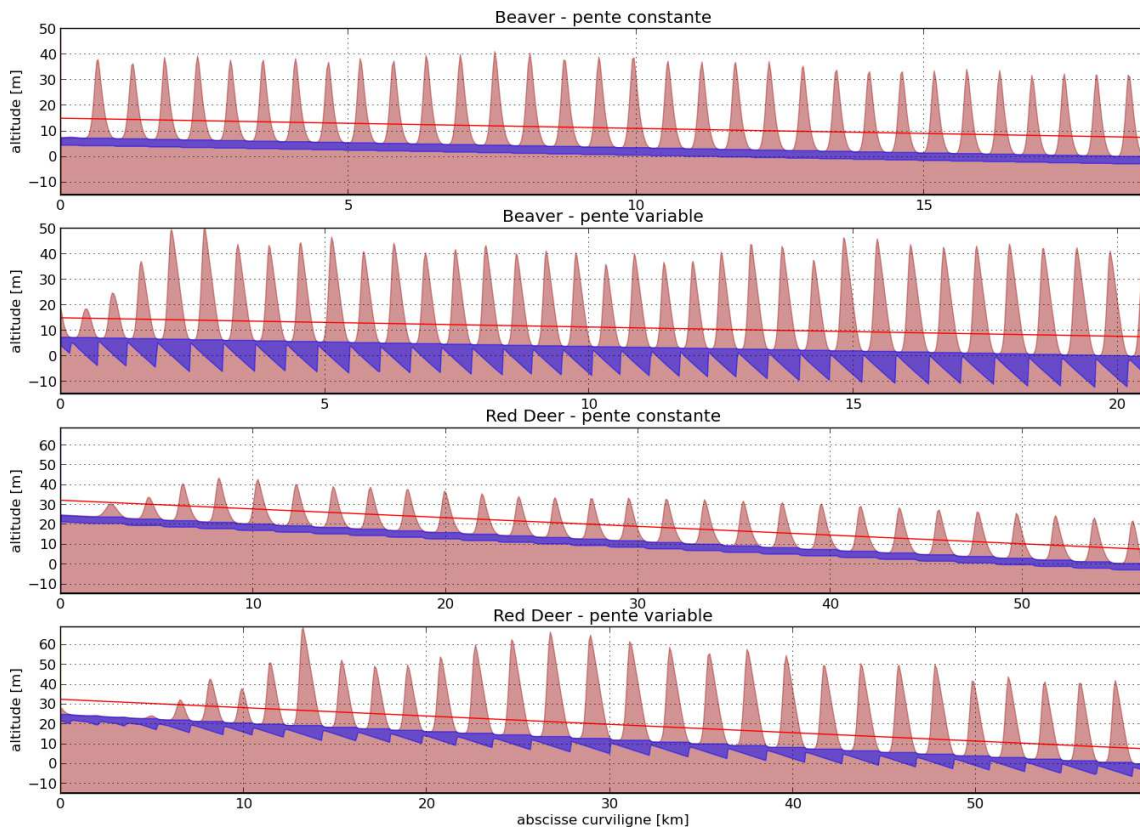 Beaver - pente constante
50
40
30
20
10
0
−10
altitude [m]
0 5 10 15
Beaver - pente variable
50
40
30
20
10
0
−10
altitude [m]
0 5 10 15 20
Red Deer - pente constante
60
50
40
30
20
10
0
−10
altitude [m]
0 10 20 30 40 50
Red Deer - pente variable
60
50
40
30
20
10
0
−10
altitude [m]
0 10 20 30 40 50
abscisse curviligne [km]